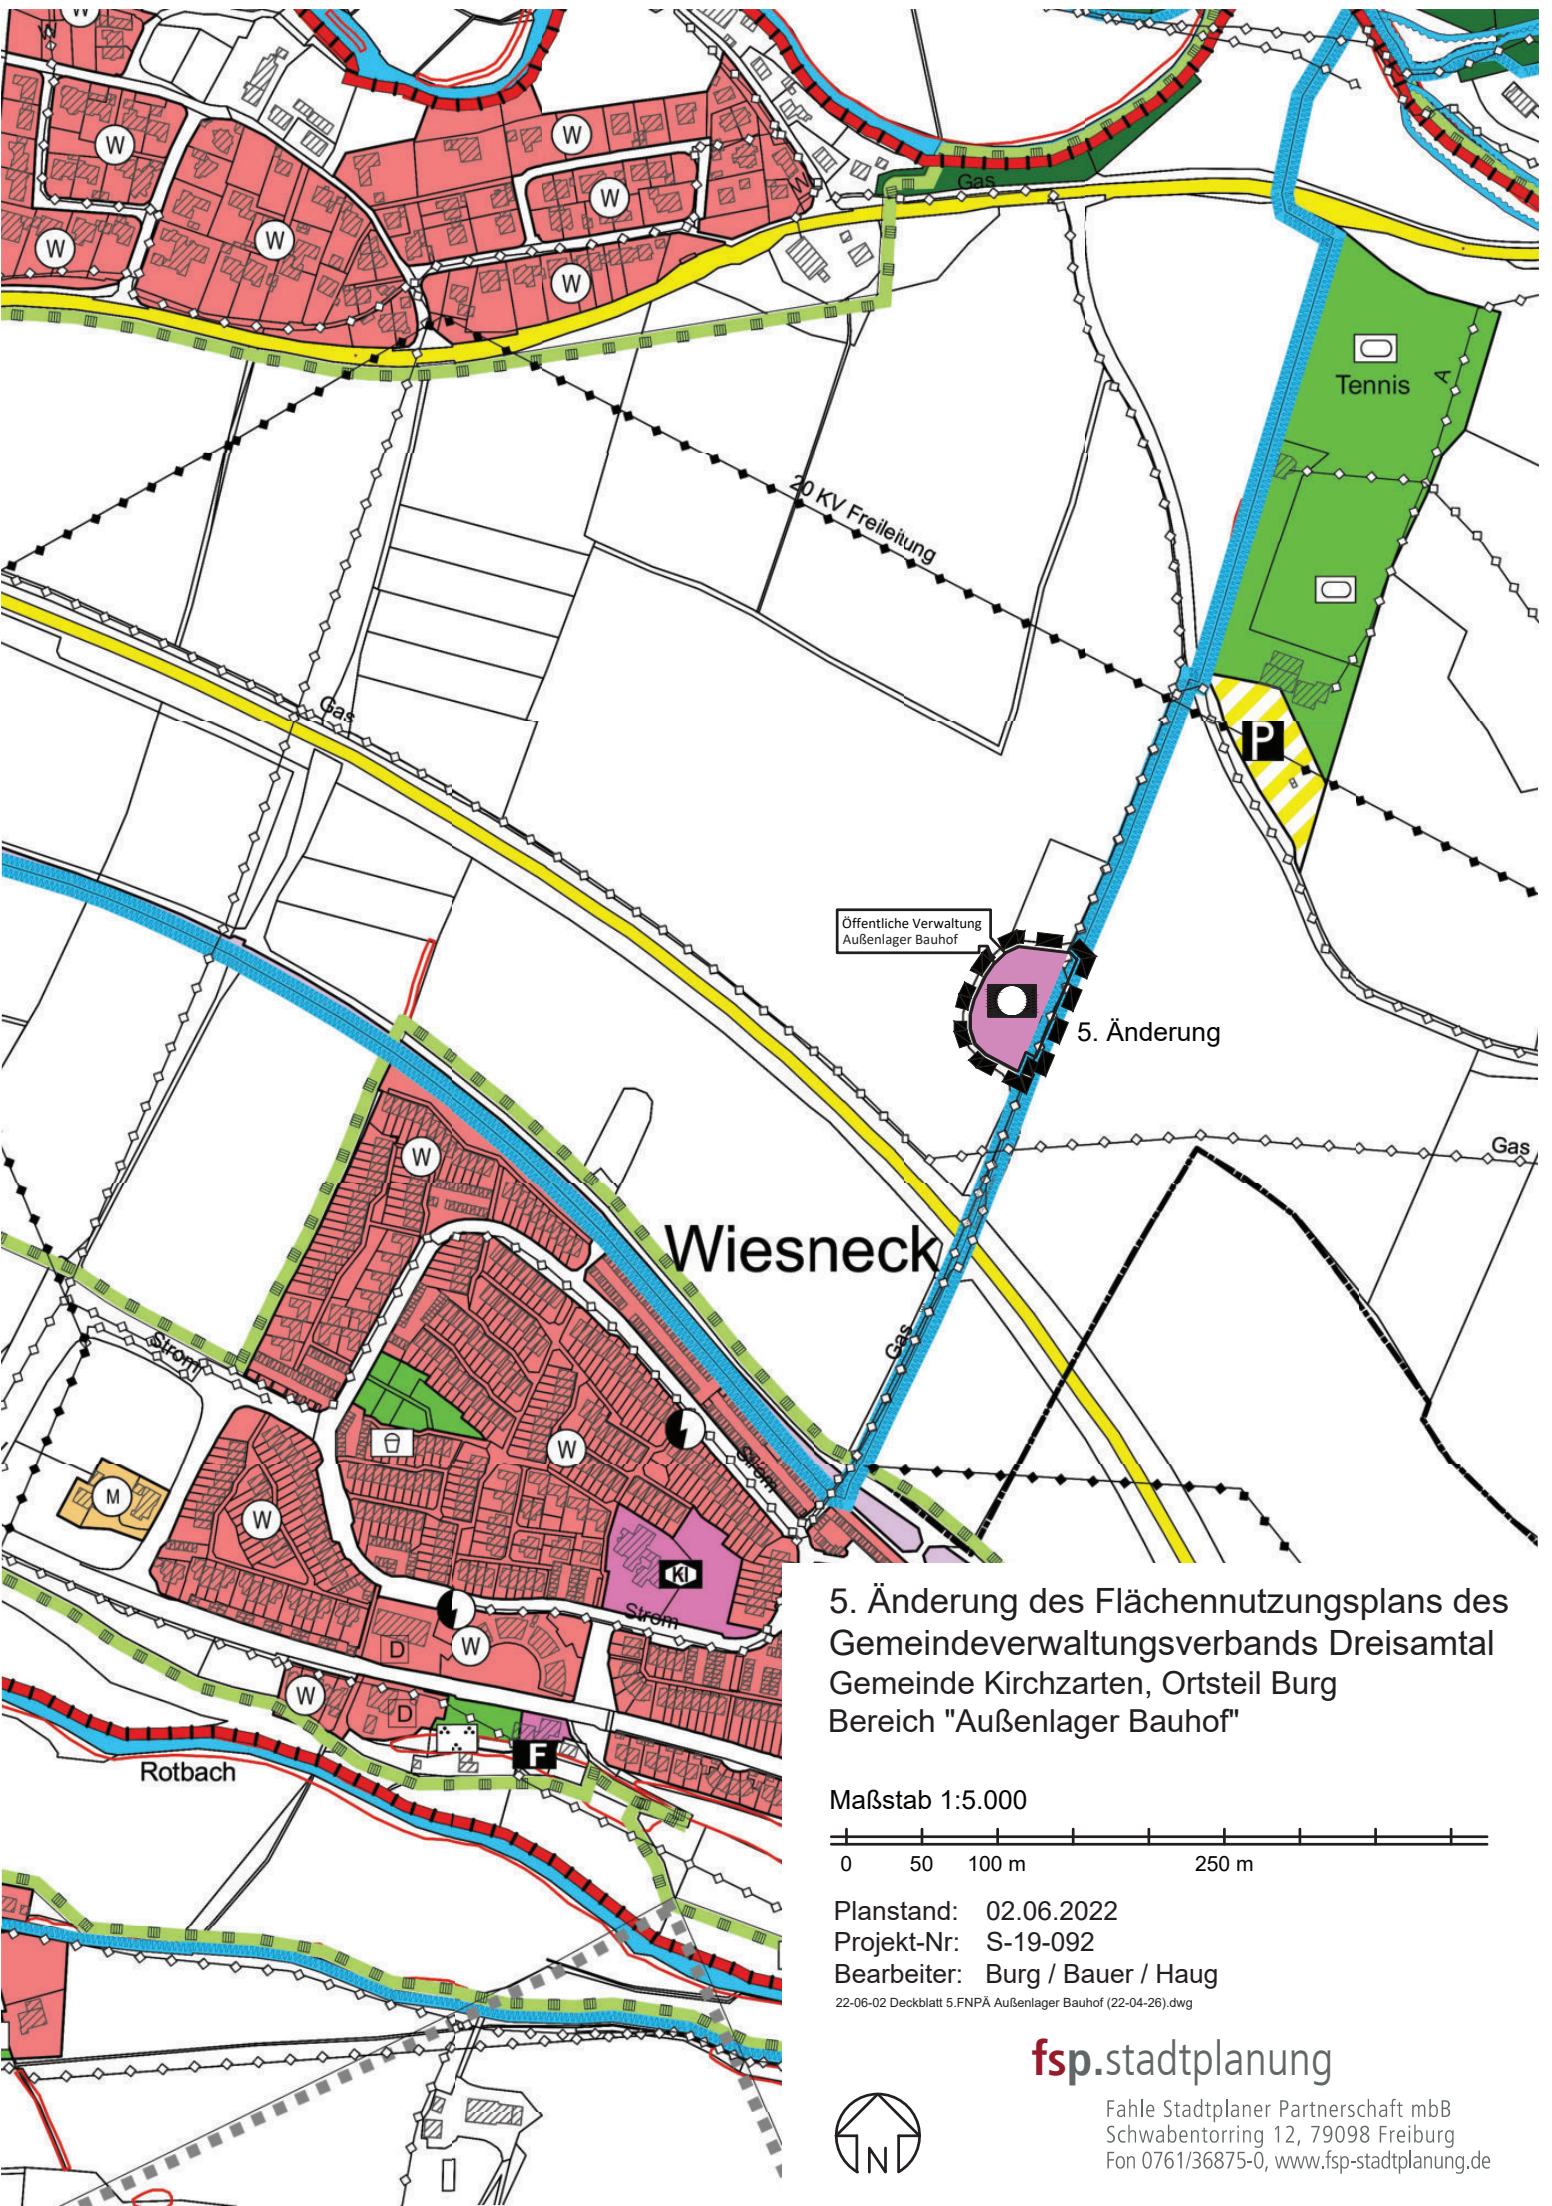 W
W
W
W
W
W
W
W
W
Gas
Tennis
A
20 KV Freileitung
Gas
P
Öffentliche Verwaltung
Außenlager Bauhof
5. Änderung
W
Gas
Wiesneck
Strom
Gas
W
Strom
M
W
KI
Strom
D
W
W
D
F
Rotbach
5. Änderung des Flächennutzungsplans des
Gemeindeverwaltungsverbands Dreisamtal
Gemeinde Kirchzarten, Ortsteil Burg
Bereich "Außenlager Bauhof"
Maßstab 1:5.000
0 50 100 m 250 m
Planstand: 02.06.2022
Projekt-Nr: S-19-092
Bearbeiter: Burg / Bauer / Haug
22-06-02 Deckblatt 5.FNPÄ Außenlager Bauhof (22-04-26).dwg
fsp.stadtplanung
Fahle Stadtplaner Partnerschaft mbB
Schwabentorring 12, 79098 Freiburg
Fon 0761/36875-0, www.fsp-stadtplanung.de
N